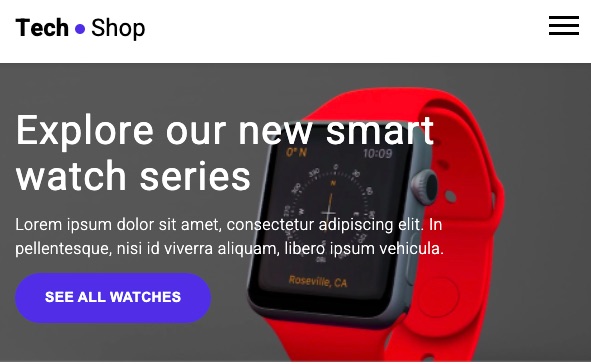 Tech • Shop
Explore our new smart
watch series
0° N 10:09
N
Roseville, CA
Lorem ipsum dolor sit amet, consectetur adipiscing elit. In
pellentesque, nisi id viverra aliquam, libero ipsum vehicula.
SEE ALL WATCHES